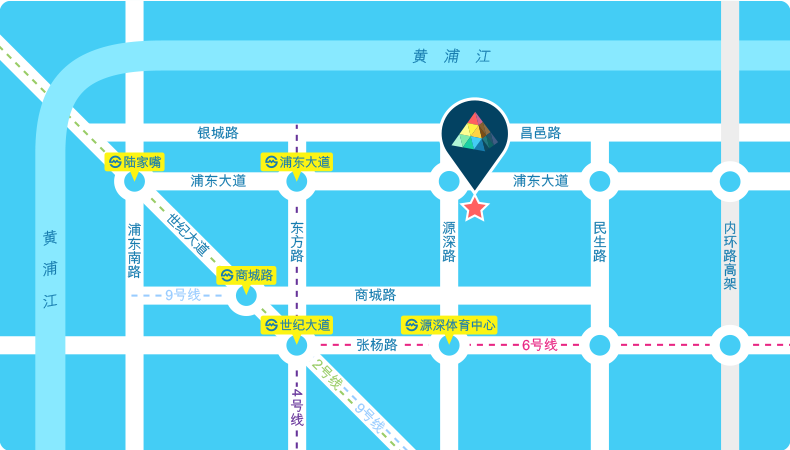 黄浦江
银城路
昌邑路
陆家嘴
浦东大道
浦东大道
浦东大道
世纪大道
浦东南路
东方路
源深路
民生路
内环路高架
黄浦江
商城路
9号线
商城路
世纪大道
源深体育中心
张杨路
6号线
2号线
9号线
4号线